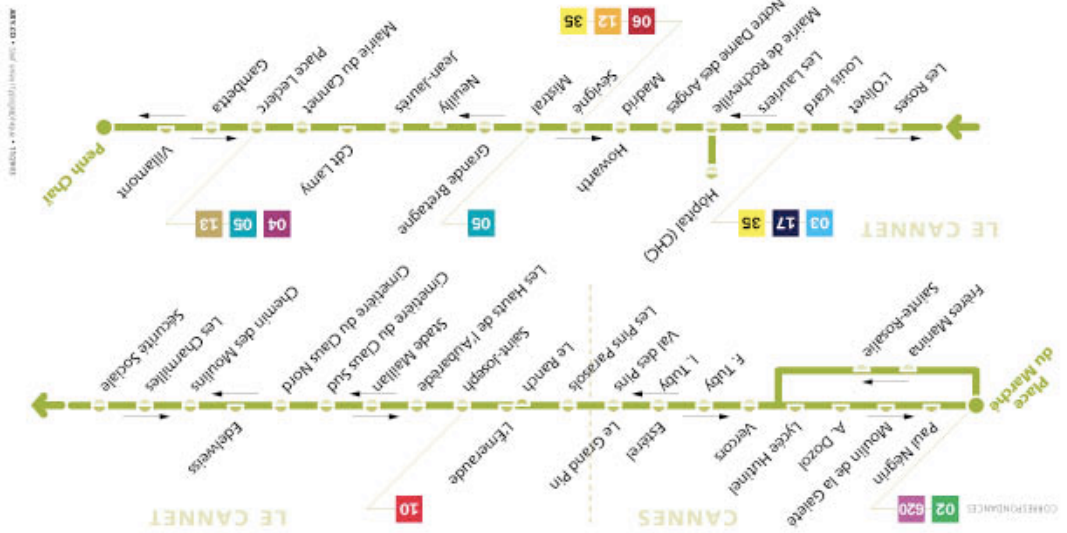 CORRESPONDANCES
02 620
CANNES
10
LE CANNET
Paul Négrin
Moulin de la Gaieté
A. Dozol
Lycée Hutinel
Vercors
Estérel
Le Grand Pin
L'Émeraude
Edelweiss
Place
du Marché
Frères Manina
Sainte-Rosalie
F. Tuby
L. Tuby
Val des Pins
Les Pins Parasols
Le Ranch
Saint-Joseph
Les Hauts de l'Aubarède
Stade Maillan
Cimetière du Claus Sud
Cimetière du Claus Nord
Chemin des Moulins
Les Charmilles
Sécurité Sociale
LE CANNET
03 17 35
05
04 05 13
Hôpital (CHC)
Howarth
Grande Bretagne
Cdt Lamy
Villamont
Penh Chaï
Les Roses
L'Olivet
Louis Icard
Les Lauriers
Mairie de Rocheville
Notre Dame des Anges
Madrid
Sévigné
Mistral
Neuilly
Jean-Jaurès
Mairie du Cannet
Place Leclerc
Gambetta
06 12 35